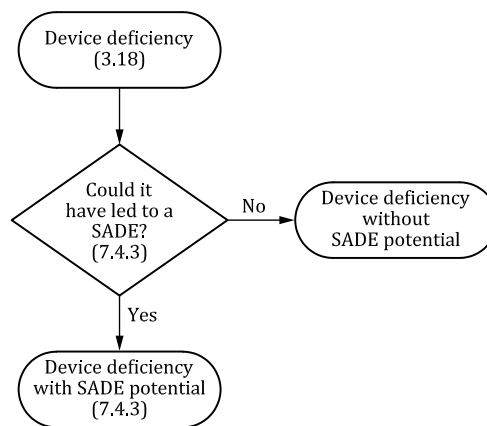 Device deficiency
(3.18)
Could it
have led to a
SADE?
(7.4.3)
No
Device deficiency
without
SADE potential
Yes
Device deficiency
with SADE potential
(7.4.3)